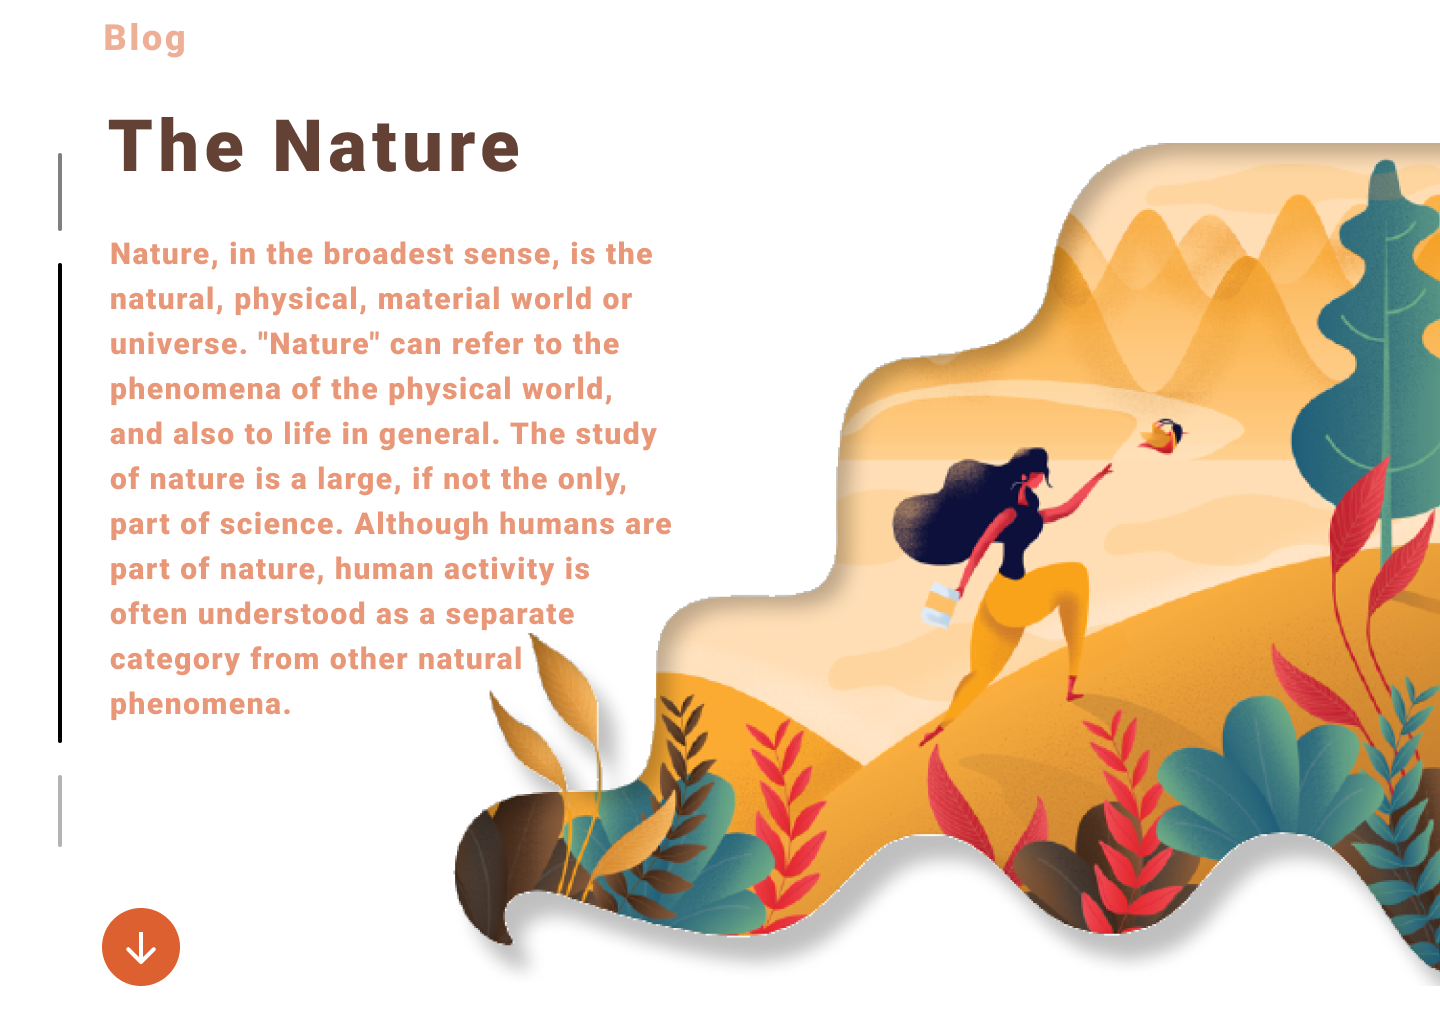 Blog
The Nature
Nature, in the broadest sense, is the
natural, physical, material world or
universe. "Nature" can refer to the
phenomena of the physical world,
and also to life in general. The study
of nature is a large, if not the only,
part of science. Although humans are
part of nature, human activity is
often understood as a separate
category from other natural
phenomena.